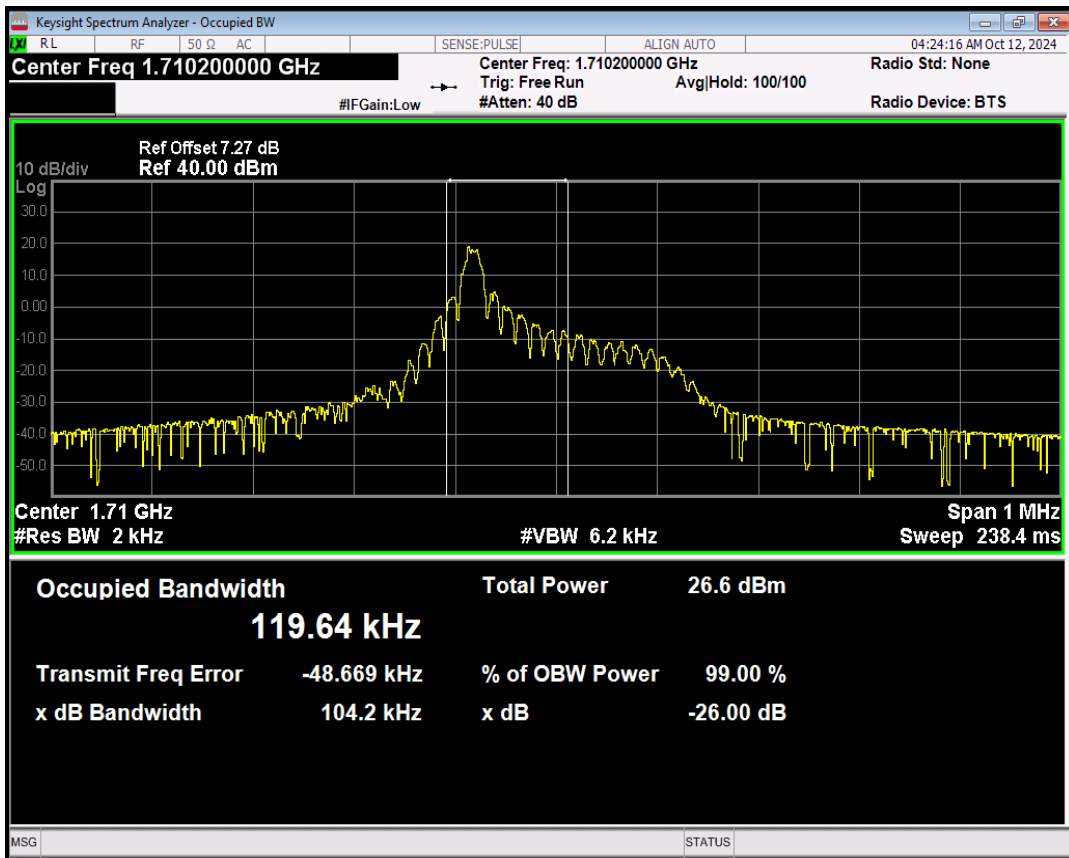 Keysight Spectrum Analyzer - Occupied BW
LXI RL RF 50 Ω AC SENSE:PULSE ALIGN AUTO 04:24:16 AM Oct 12, 2024
Center Freq 1.710200000 GHz Center Freq: 1.710200000 GHz Radio Std: None
Trig: Free Run Avg|Hold: 100/100
#IFGain:Low #Atten: 40 dB Radio Device: BTS
Ref Offset 7.27 dB
10 dB/div Ref 40.00 dBm
Log
30.0
20.0
10.0
0.00
-10.0
-20.0
-30.0
-40.0
-50.0
Center 1.71 GHz Span 1 MHz
#Res BW 2 kHz #VBW 6.2 kHz Sweep 238.4 ms
Occupied Bandwidth Total Power 26.6 dBm
119.64 kHz
Transmit Freq Error -48.669 kHz % of OBW Power 99.00 %
x dB Bandwidth 104.2 kHz x dB -26.00 dB
MSG STATUS